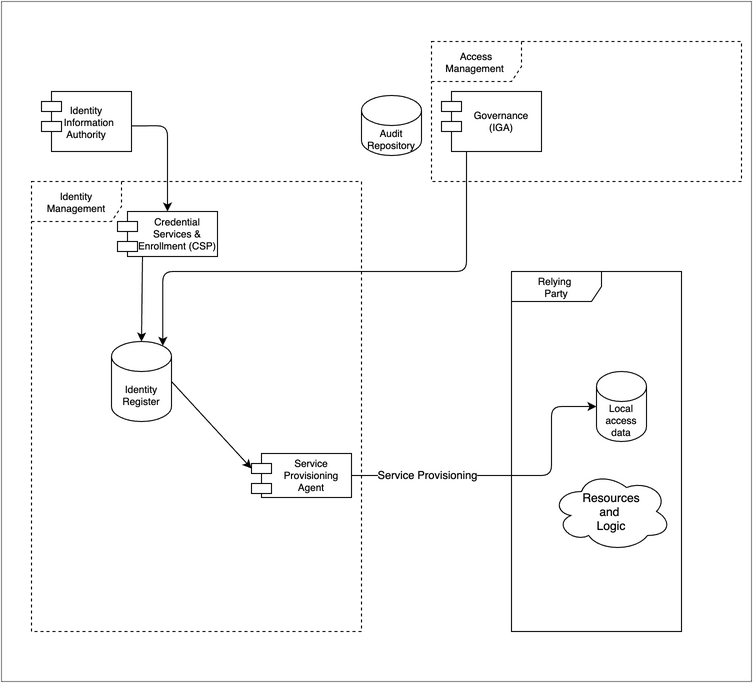 Access
Management
Identity
Information
Authority
Audit
Repository
Governance
(IGA)
Identity
Management
Credential
Services &
Enrollment (CSP)
Relying
Party
Identity
Register
Local
access
data
Service
Provisioning
Agent
Service Provisioning
Resources
and
Logic